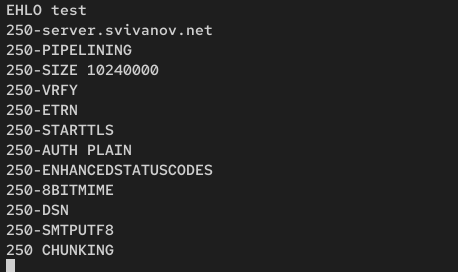 EHLO test
250-server.svivanov.net
250-PIPELINING
250-SIZE 10240000
250-VRFY
250-ETRN
250-STARTTLS
250-AUTH PLAIN
250-ENHANCEDSTATUSCODES
250-8BITMIME
250-DSN
250-SMTPUTF8
250 CHUNKING